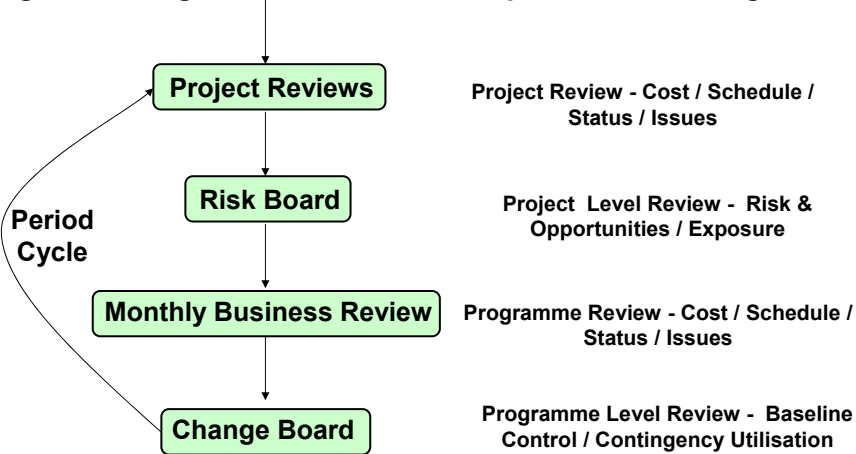 Project Reviews
Project Review - Cost / Schedule /
Status / Issues
Risk Board
Project Level Review - Risk &
Opportunities / Exposure
Period
Cycle
Monthly Business Review
Programme Review - Cost / Schedule /
Status / Issues
Change Board
Programme Level Review - Baseline
Control / Contingency Utilisation